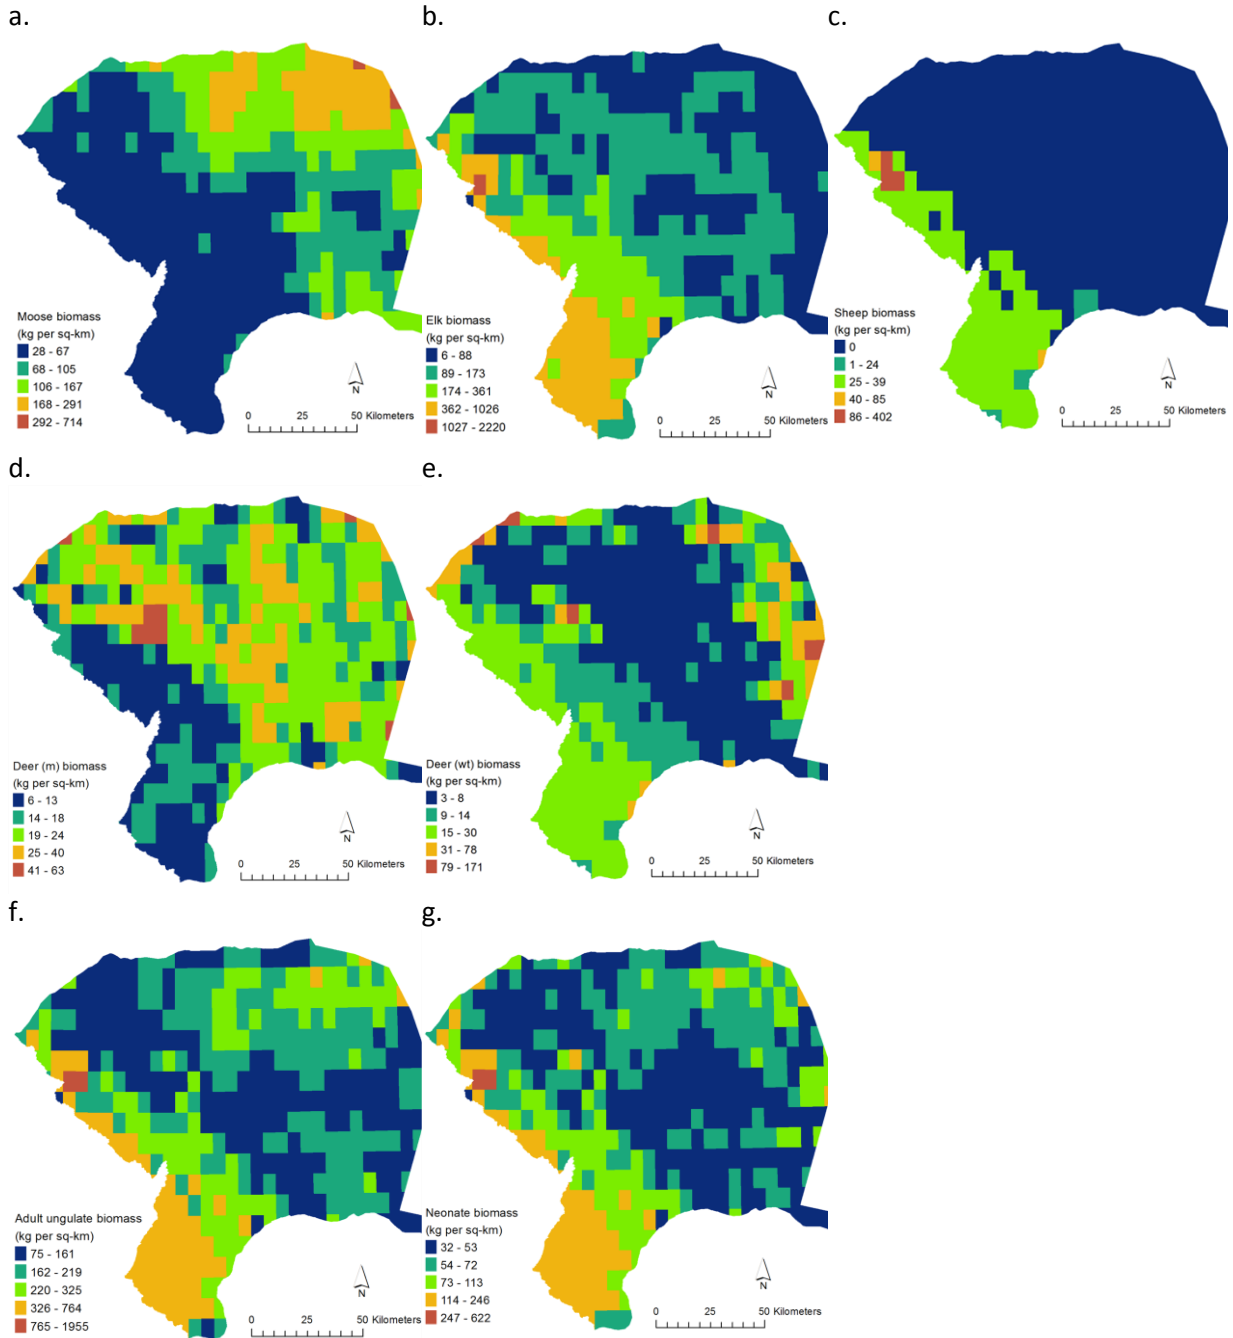 a.
b.
c.
Moose biomass
(kg per sq-km)
28 - 67
68 - 105
106 - 167
168 - 291
292 - 714
N
0 25 50 Kilometers
Elk biomass
(kg per sq-km)
6 - 88
89 - 173
174 - 361
362 - 1026
1027 - 2220
N
0 25 50 Kilometers
Sheep biomass
(kg per sq-km)
0
1 - 24
25 - 39
40 - 85
86 - 402
N
0 25 50 Kilometers
d.
e.
Deer (m) biomass
(kg per sq-km)
6 - 13
14 - 18
19 - 24
25 - 40
41 - 63
N
0 25 50 Kilometers
Deer (wt) biomass
(kg per sq-km)
3 - 8
9 - 14
15 - 30
31 - 78
79 - 171
N
0 25 50 Kilometers
f.
g.
Adult ungulate biomass
(kg per sq-km)
75 - 161
162 - 219
220 - 325
326 - 764
765 - 1955
N
0 25 50 Kilometers
Neonate biomass
(kg per sq-km)
32 - 53
54 - 72
73 - 113
114 - 246
247 - 622
N
0 25 50 Kilometers